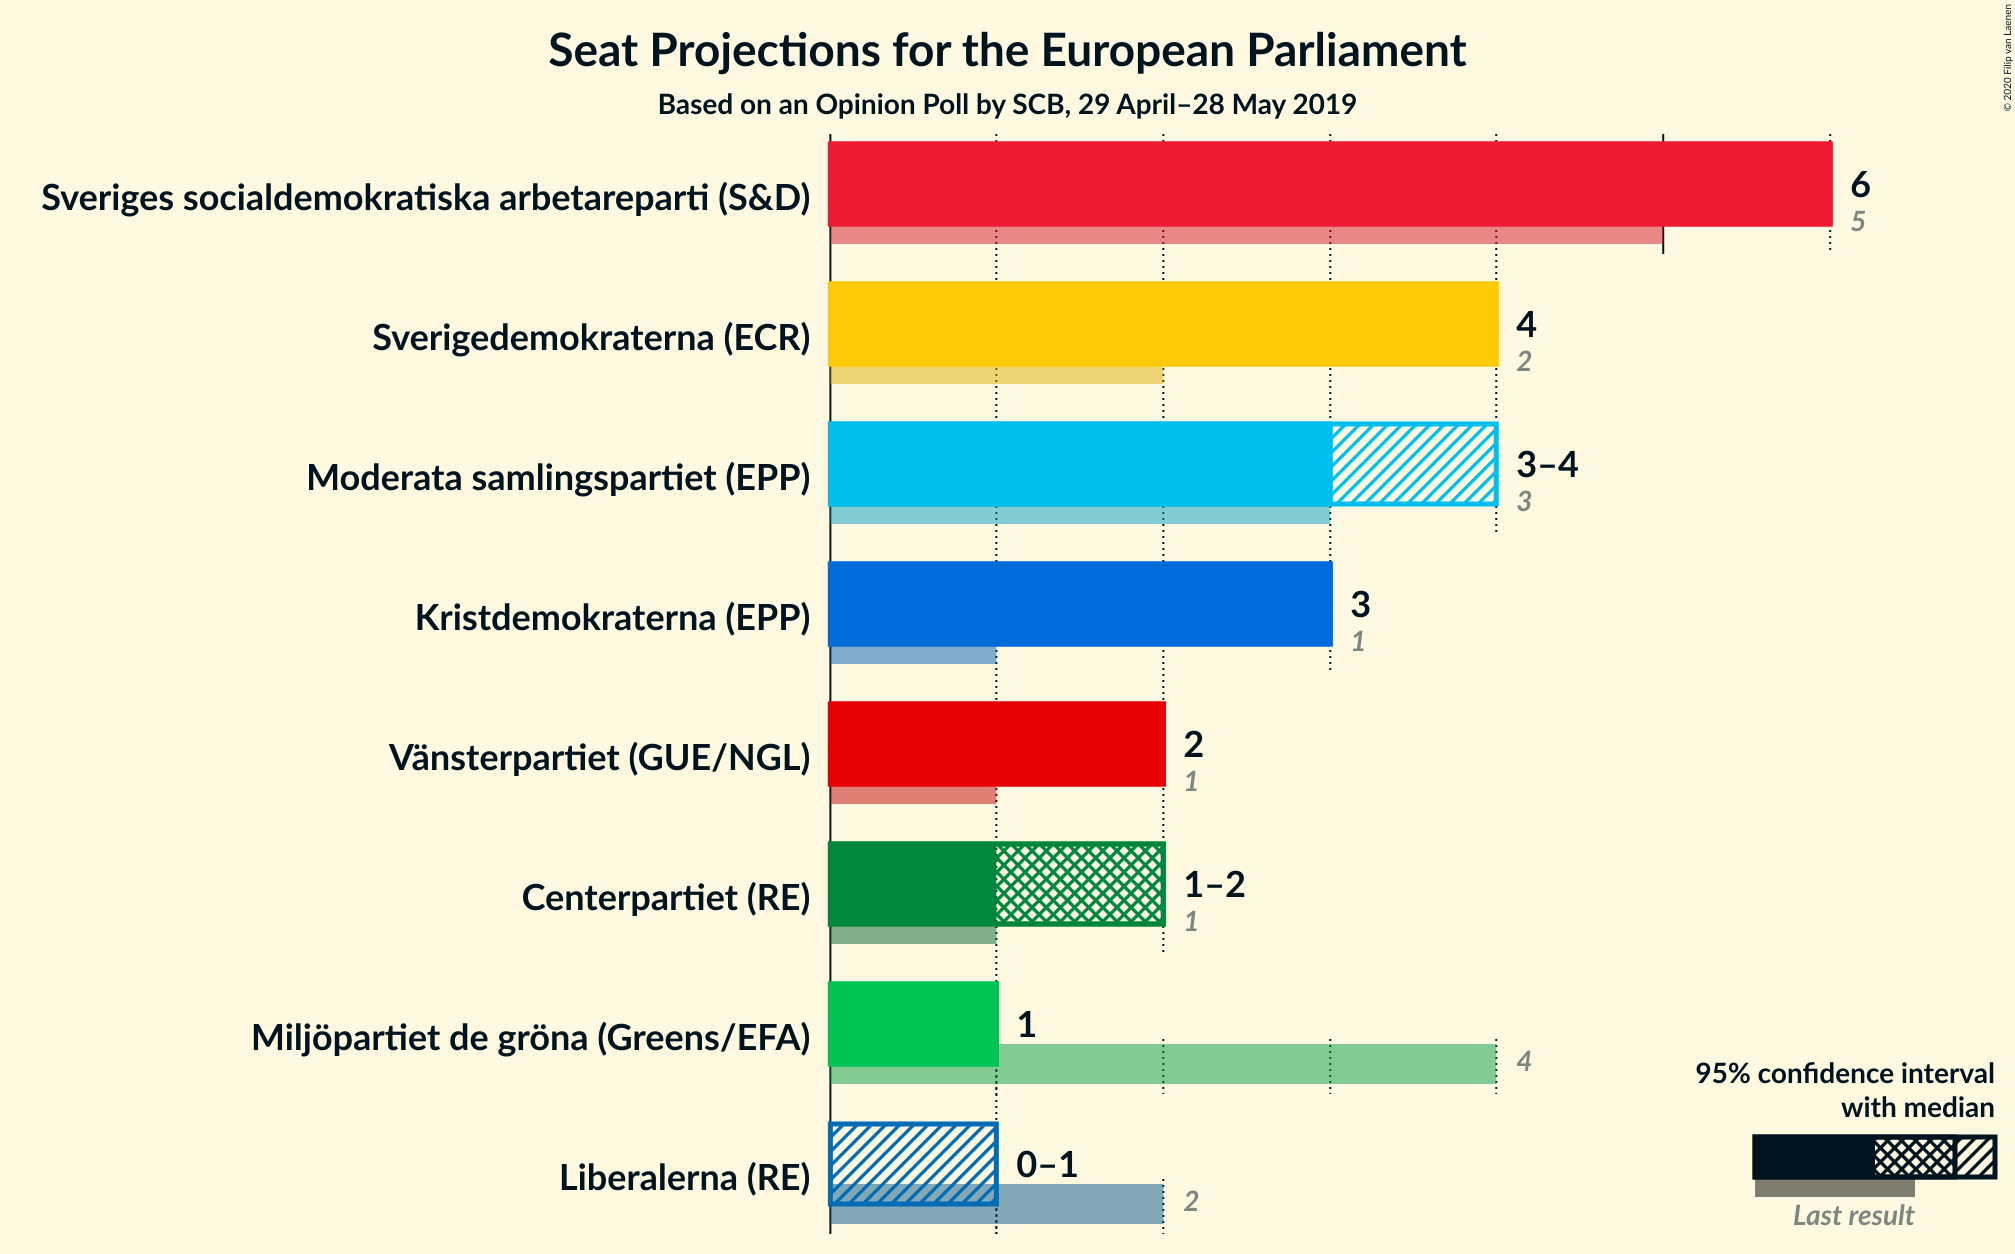 Seat Projections for the European Parliament
Based on an Opinion Poll by SCB, 29 April–28 May 2019
© 2020 Filip van Laenen
Sveriges socialdemokratiska arbetareparti (S&D)
6
5
Sverigedemokraterna (ECR)
4
2
Moderata samlingspartiet (EPP)
3–4
3
Kristdemokraterna (EPP)
3
1
Vänsterpartiet (GUE/NGL)
2
1
Centerpartiet (RE)
1–2
1
Miljöpartiet de gröna (Greens/EFA)
1
4
Liberalerna (RE)
0–1
2
95% confidence interval
with median
Last result